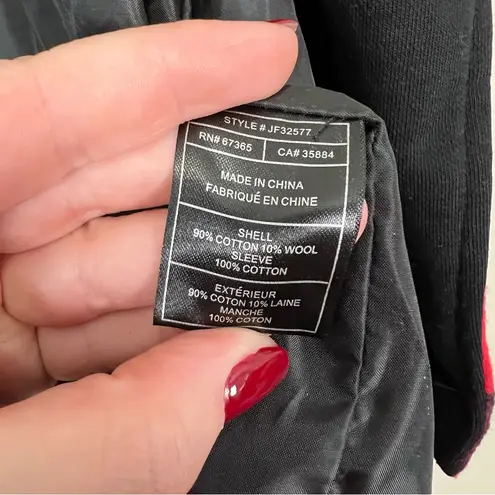 STYLE # JF32577
RN# 67365 CA# 35884
MADE IN CHINA
FABRIQUÉ EN CHINE
SHELL
90% COTTON 10% WOOL
SLEEVE
100% COTTON
EXTÉRIEUR
90% COTON 10% LAINE
MANCHE
100% COTON